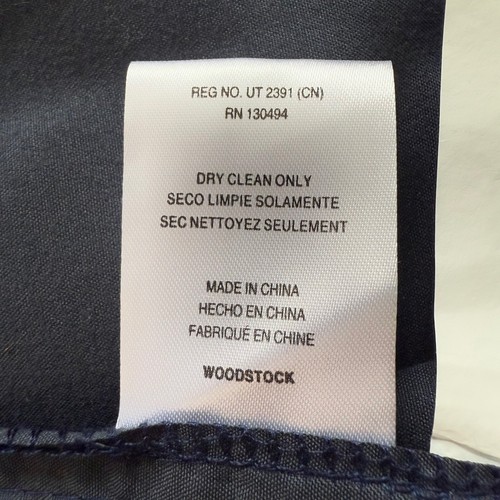 REG NO. UT 2391 (CN)
RN 130494
DRY CLEAN ONLY
SECO LIMPIE SOLAMENTE
SEC NETTOYEZ SEULEMENT
MADE IN CHINA
HECHO EN CHINA
FABRIQUÉ EN CHINE
WOODSTOCK